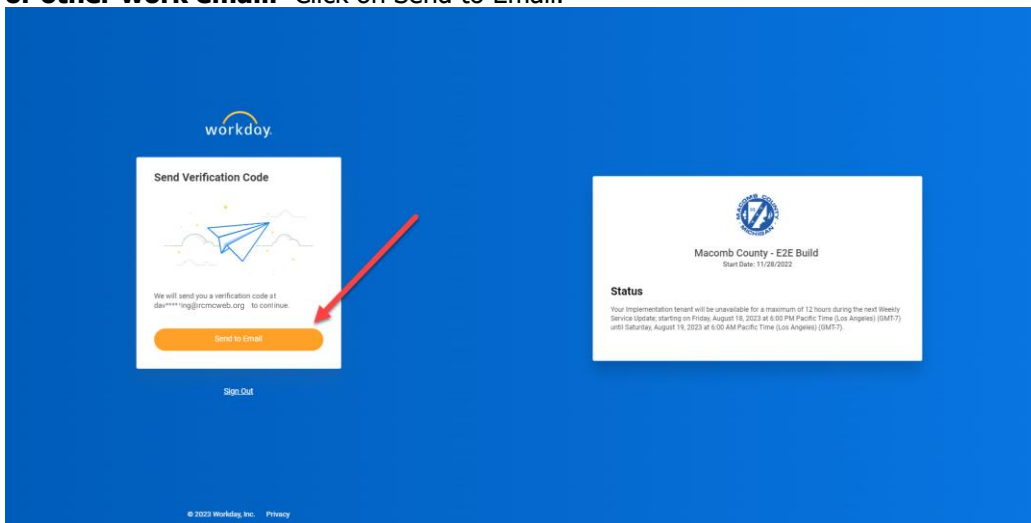 or other work email. Click on Send to Email.
workday.
Send Verification Code
We will send you a verification code at
dav****ing@rcmcweb.org to continue.
Send to Email
Sign Out
© 2023 Workday, Inc. Privacy
MACOMB COUNTY
MICHIGAN
Macomb County - E2E Build
Start Date: 11/28/2022
Status
Your Implementation tenant will be unavailable for a maximum of 12 hours during the next Weekly
Service Update; starting on Friday, August 18, 2023 at 6:00 PM Pacific Time (Los Angeles) (GMT-7)
until Saturday, August 19, 2023 at 6:00 AM Pacific Time (Los Angeles) (GMT-7).